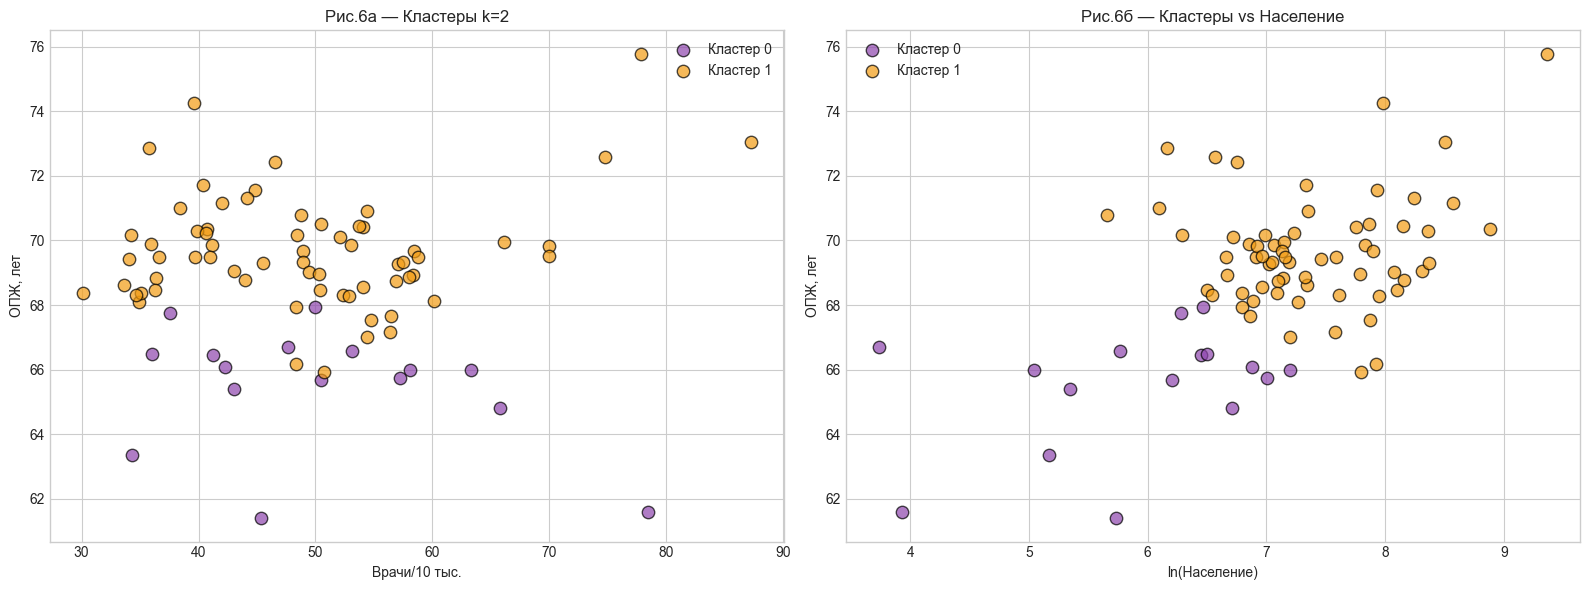 Рис.6а — Кластеры k=2
Кластер 0
Кластер 1
76
74
72
70
68
66
64
62
ОПЖ, лет
30 40 50 60 70 80 90
Врачи/10 тыс.
Рис.6б — Кластеры vs Население
Кластер 0
Кластер 1
76
74
72
70
68
66
64
62
ОПЖ, лет
4 5 6 7 8 9
ln(Население)